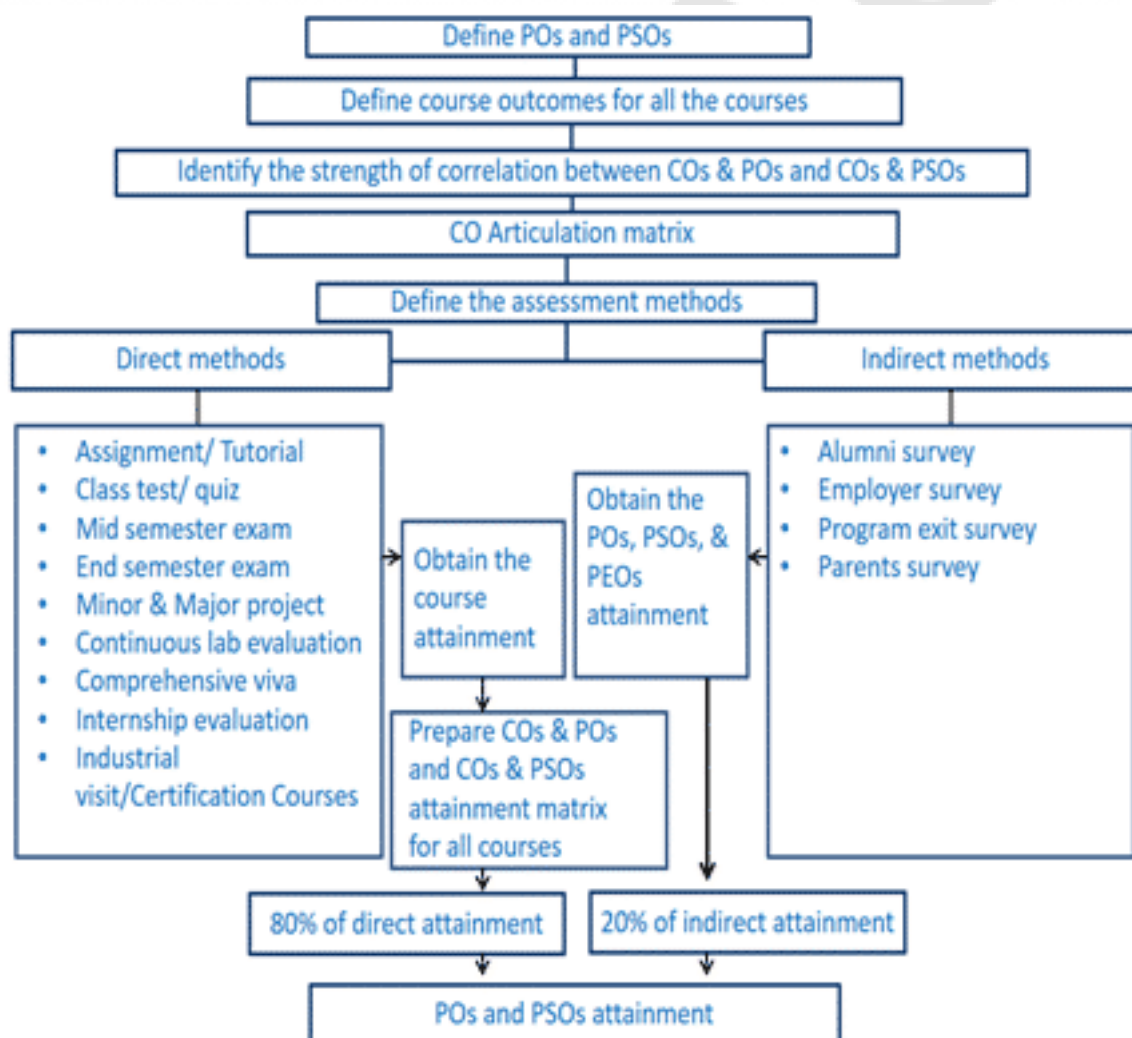 Define POs and PSOs
Define course outcomes for all the courses
Identify the strength of correlation between COs & POs and COs & PSOs
CO Articulation matrix
Define the assessment methods
Direct methods
Indirect methods
• Assignment/ Tutorial
• Class test/ quiz
• Mid semester exam
• End semester exam
• Minor & Major project
• Continuous lab evaluation
• Comprehensive viva
• Internship evaluation
• Industrial
visit/Certification Courses
Obtain the
course
attainment
Obtain the
POs, PSOs, &
PEOs
attainment
• Alumni survey
• Employer survey
• Program exit survey
• Parents survey
Prepare COs & POs
and COs & PSOs
attainment matrix
for all courses
80% of direct attainment
20% of indirect attainment
POs and PSOs attainment